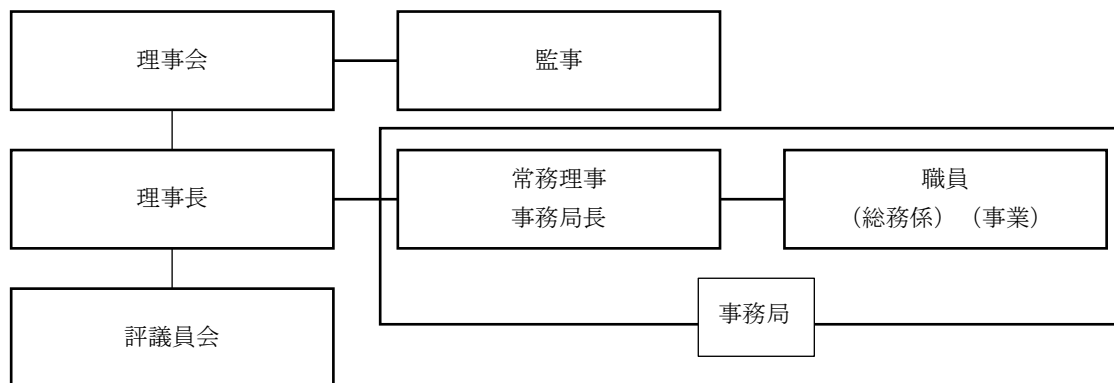 理事会
監事
理事長
常務理事
事務局長
職員
（総務係）（事業）
事務局
評議員会